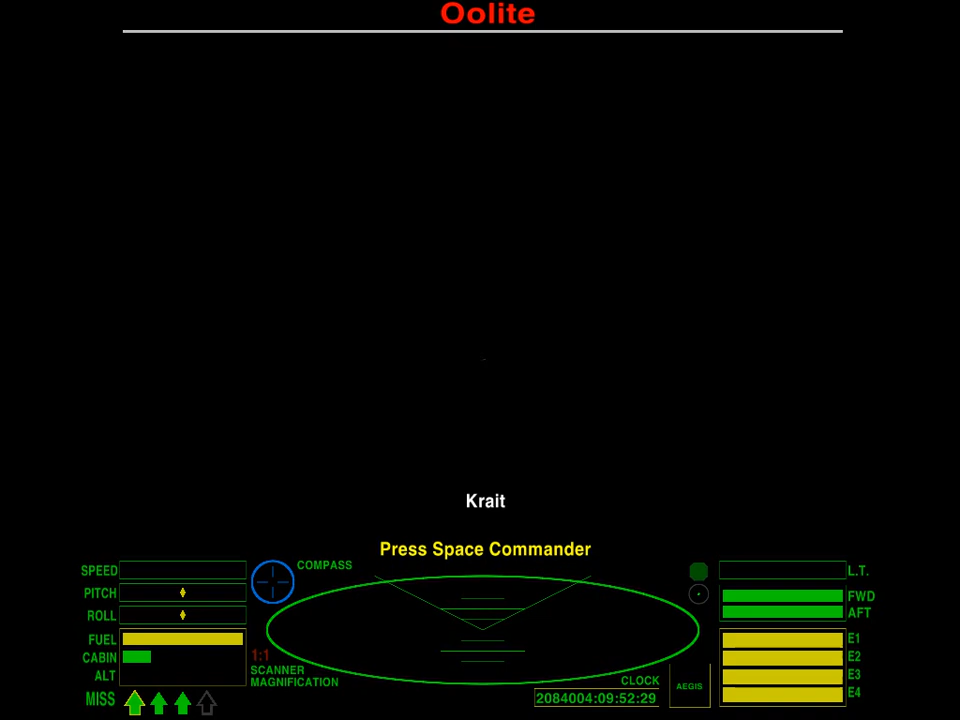 Oolite
Krait
Press Space Commander
SPEED
PITCH
ROLL
FUEL
CABIN
ALT
MISS
COMPASS
1:1
SCANNER
MAGNIFICATION
CLOCK
2084004:09:52:29
AEGIS
L.T.
FWD
AFT
E1
E2
E3
E4